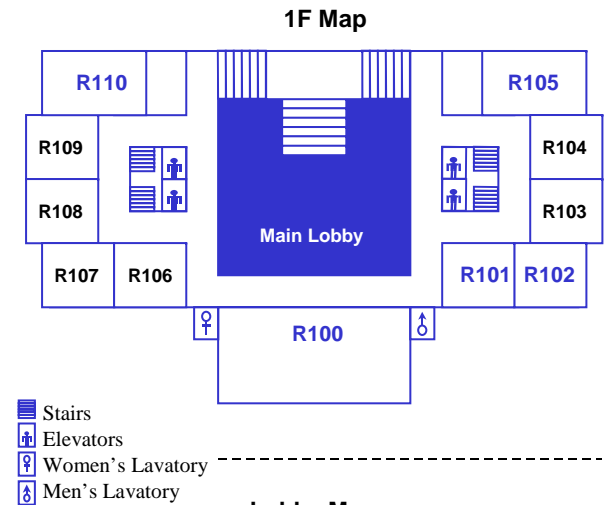 1F Map
R110
R105
R109
R104
R108
R103
Main Lobby
R107
R106
R101
R102
R100
Stairs
Elevators
Women's Lavatory
Men's Lavatory